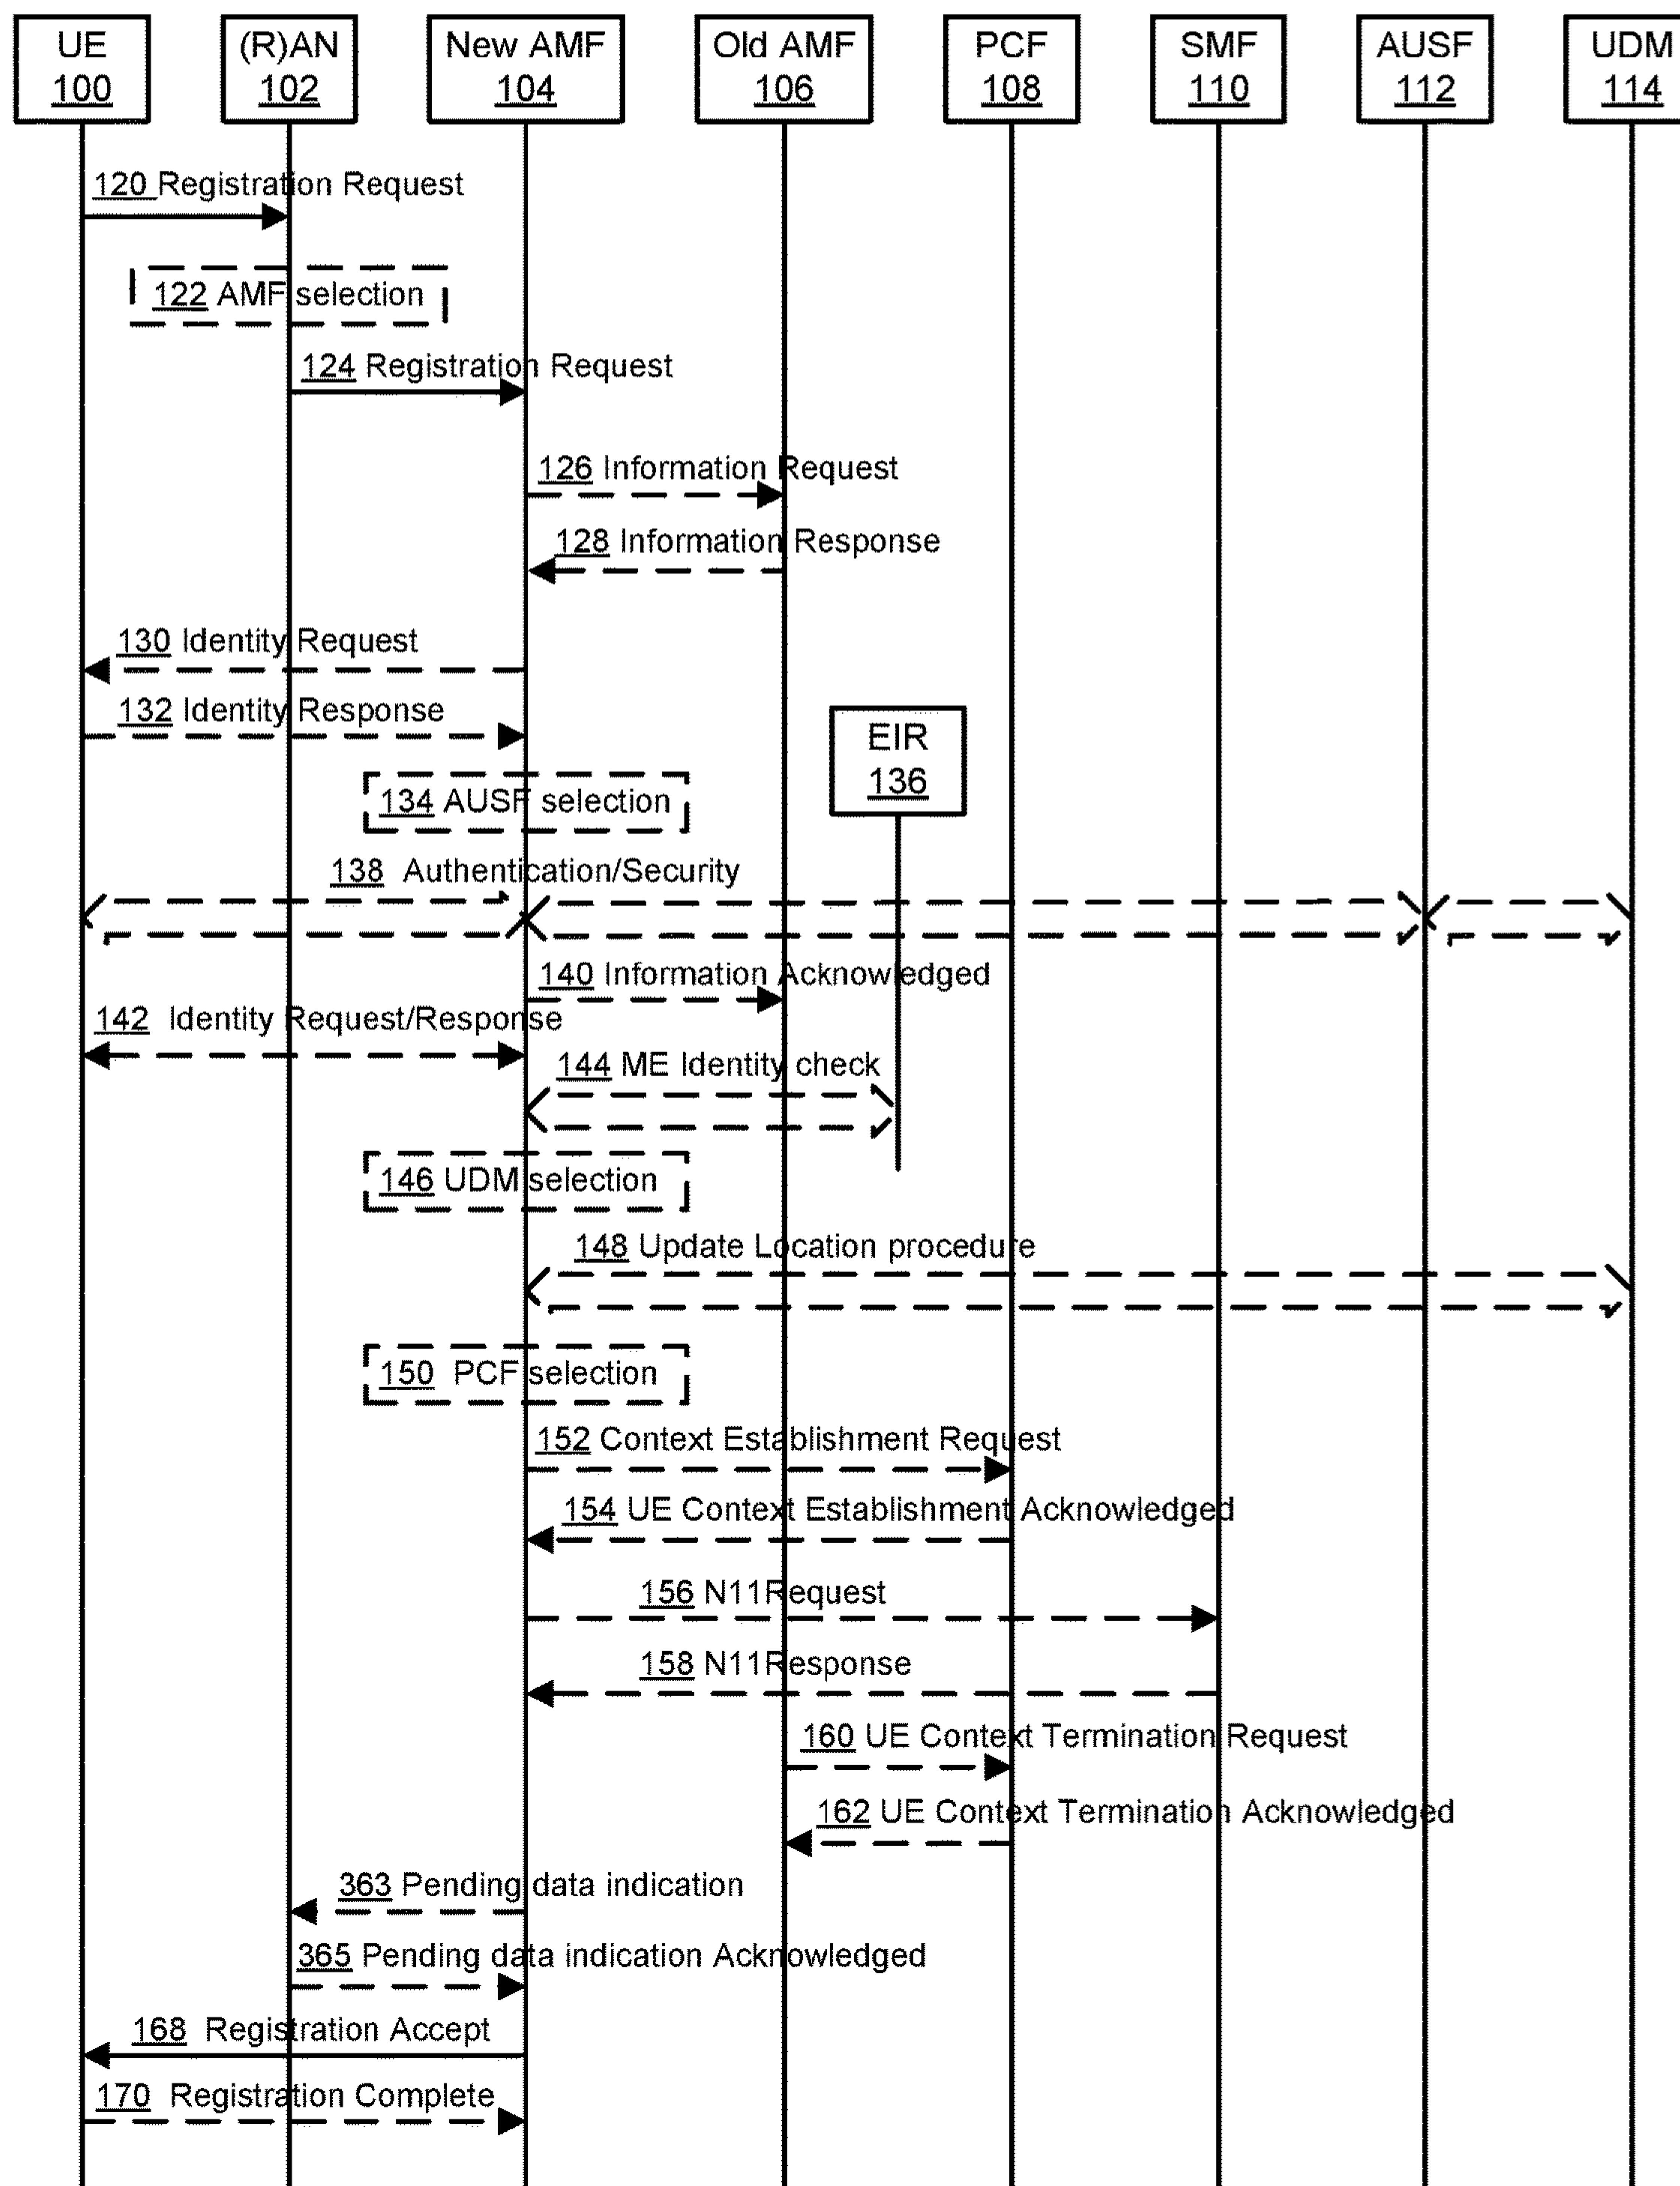 UE
100
(R)AN
102
New AMF
104
Old AMF
106
PCF
108
SMF
110
AUSF
112
UDM
114
120 Registration Request
122 AMF selection
124 Registration Request
126 Information Request
128 Information Response
130 Identity Request
132 Identity Response
EIR
136
134 AUSF selection
138 Authentication/Security
140 Information Acknowledged
142 Identity Request/Response
144 ME Identity check
146 UDM selection
148 Update Location procedure
150 PCF selection
152 Context Establishment Request
154 UE Context Establishment Acknowledged
156 N11Request
158 N11Response
160 UE Context Termination Request
162 UE Context Termination Acknowledged
363 Pending data indication
365 Pending data indication Acknowledged
168 Registration Accept
170 Registration Complete